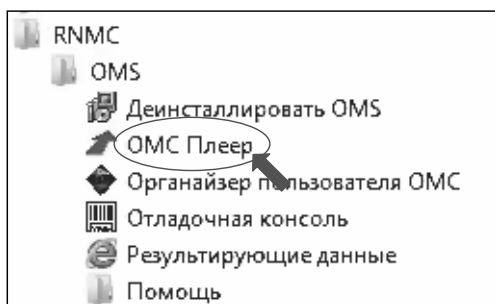 RNMC
OMS
Деинсталлировать OMS
ОМС Плеер
Органайзер пользователя ОМС
Отладочная консоль
Результирующие данные
Помощь